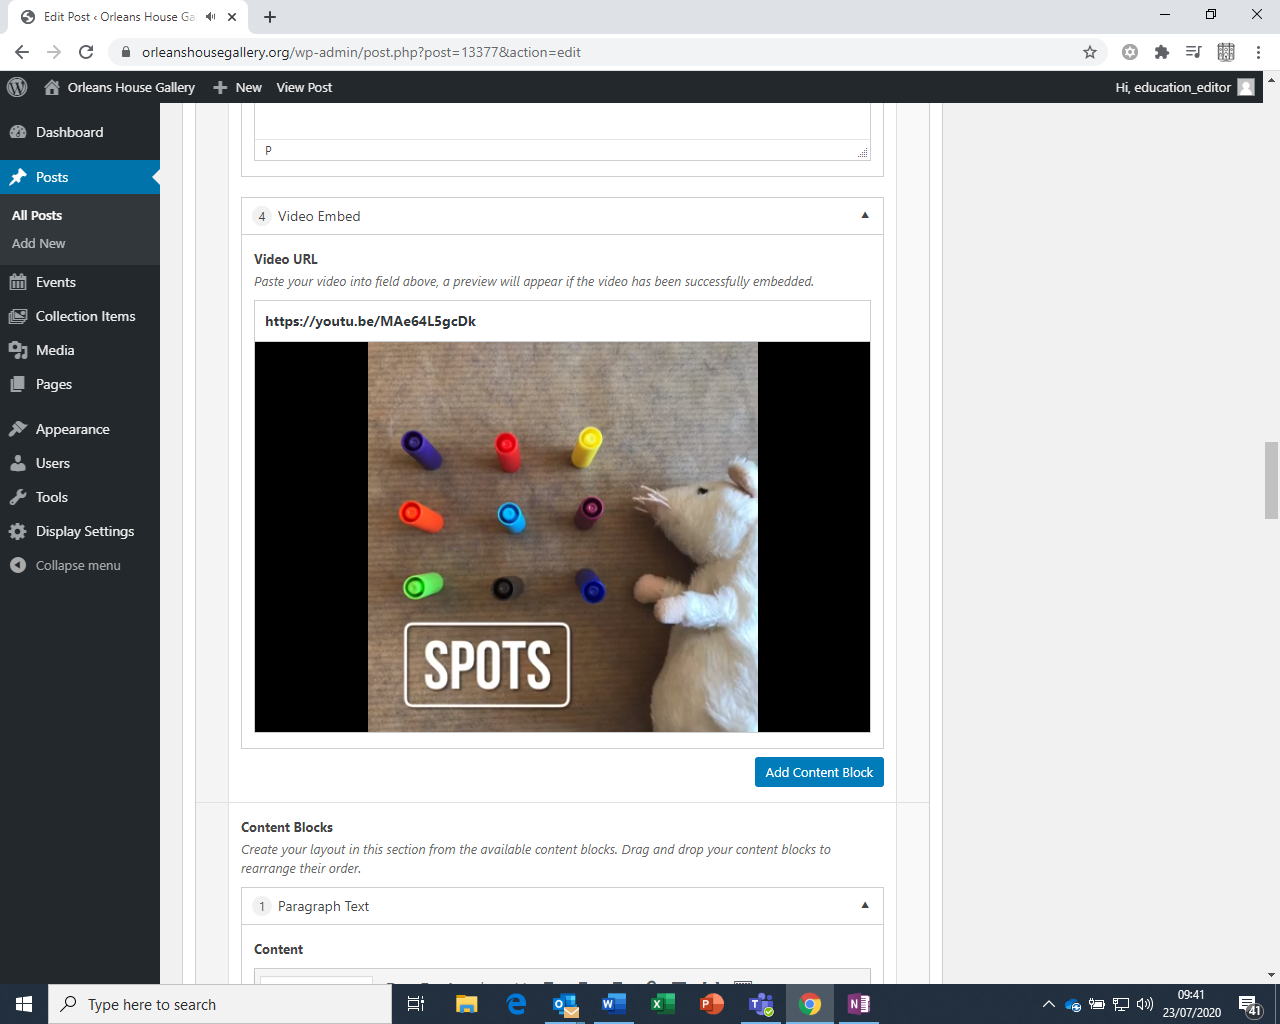 Edit Post ‹ Orleans House Ga
orleanshousegallery.org/wp-admin/post.php?post=13377&action=edit
Orleans House Gallery
New
View Post
Hi, education_editor
Dashboard
Posts
All Posts
Add New
Events
Collection Items
Media
Pages
Appearance
Users
Tools
Display Settings
Collapse menu
P
4 Video Embed
Video URL
Paste your video into field above, a preview will appear if the video has been successfully embedded.
https://youtu.be/MAe64L5gcDk
SPOTS
Add Content Block
Content Blocks
Create your layout in this section from the available content blocks. Drag and drop your content blocks to
rearrange their order.
1 Paragraph Text
Content
Type here to search
09:41
23/07/2020
41